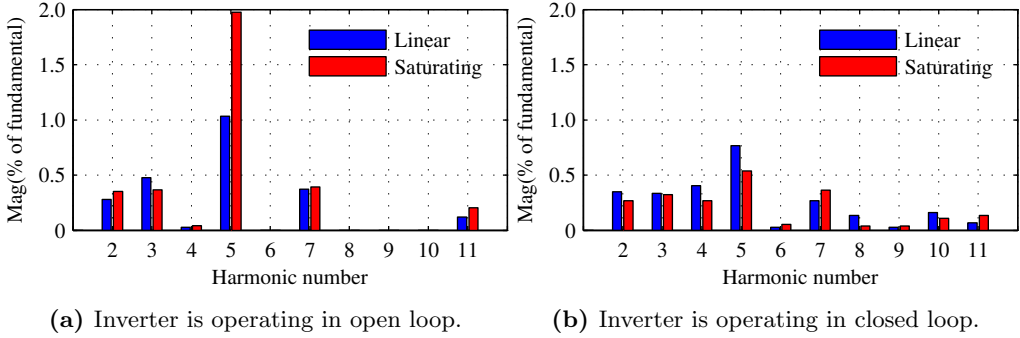 2.0
1.5
1.0
0.5
0
Mag(% of fundamental)
Linear
Saturating
2 3 4 5 6 7 8 9 10 11
Harmonic number
(a) Inverter is operating in open loop.
2.0
1.5
1.0
0.5
0
Mag(% of fundamental)
Linear
Saturating
2 3 4 5 6 7 8 9 10 11
Harmonic number
(b) Inverter is operating in closed loop.